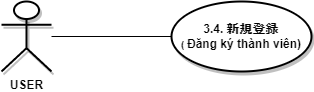 3.4. 新規登録
( Đăng ký thành viên)
USER